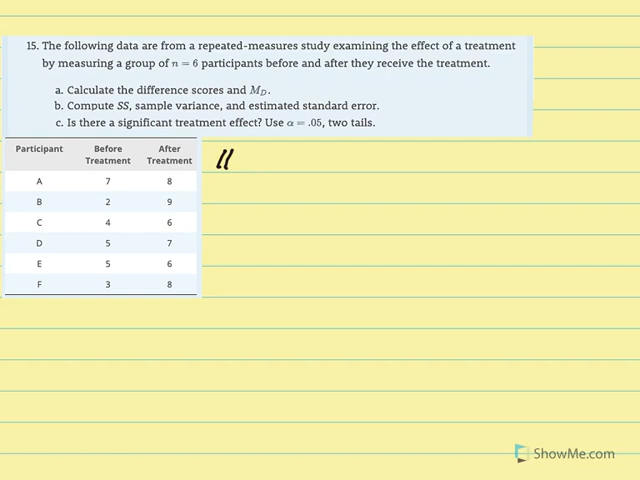 15. The following data are from a repeated-measures study examining the effect of a treatment
by measuring a group of n = 6 participants before and after they receive the treatment.
a. Calculate the difference scores and M_D.
b. Compute SS, sample variance, and estimated standard error.
c. Is there a significant treatment effect? Use α = .05, two tails.
Participant Before Treatment After Treatment
A 7 8
B 2 9
C 4 6
D 5 7
E 5 6
F 3 8
ShowMe.com